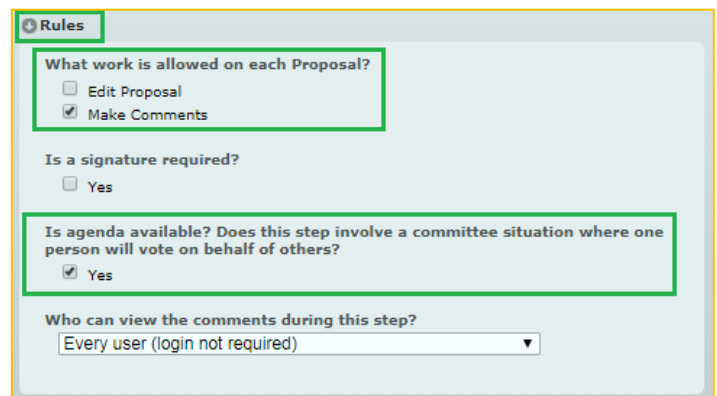 Rules
What work is allowed on each Proposal?
Edit Proposal
Make Comments
Is a signature required?
Yes
Is agenda available? Does this step involve a committee situation where one
person will vote on behalf of others?
Yes
Who can view the comments during this step?
Every user (login not required)